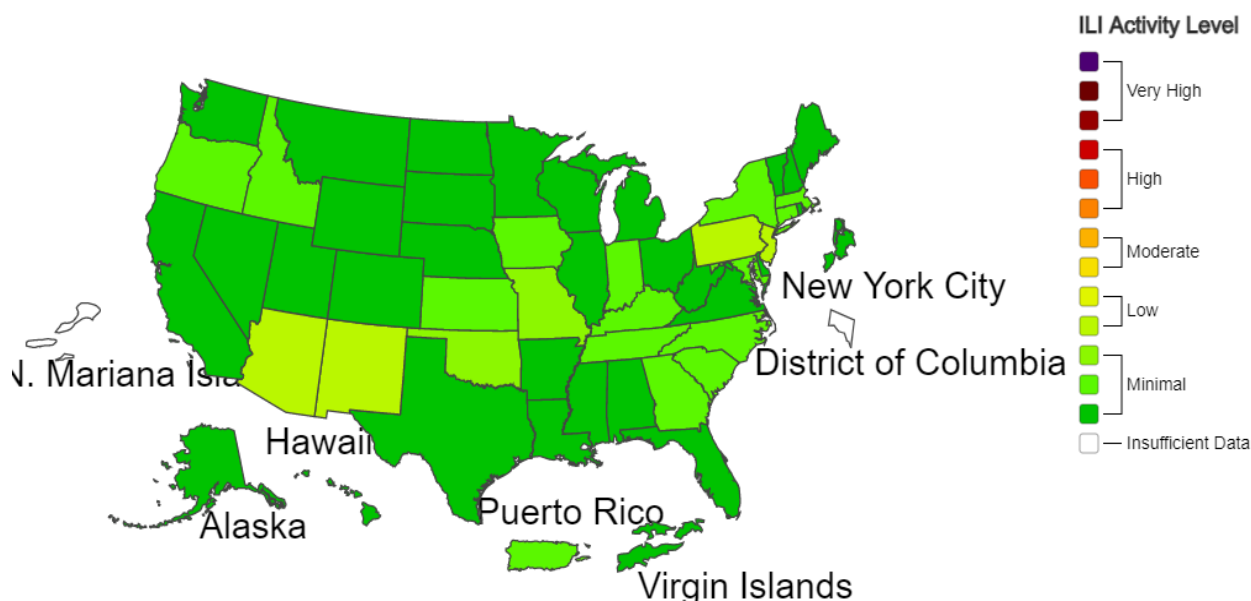 ILI Activity Level
Very High
High
Moderate
Low
Minimal
Insufficient Data
New York City
District of Columbia
N. Mariana Isla
Hawaii
Alaska
Puerto Rico
Virgin Islands